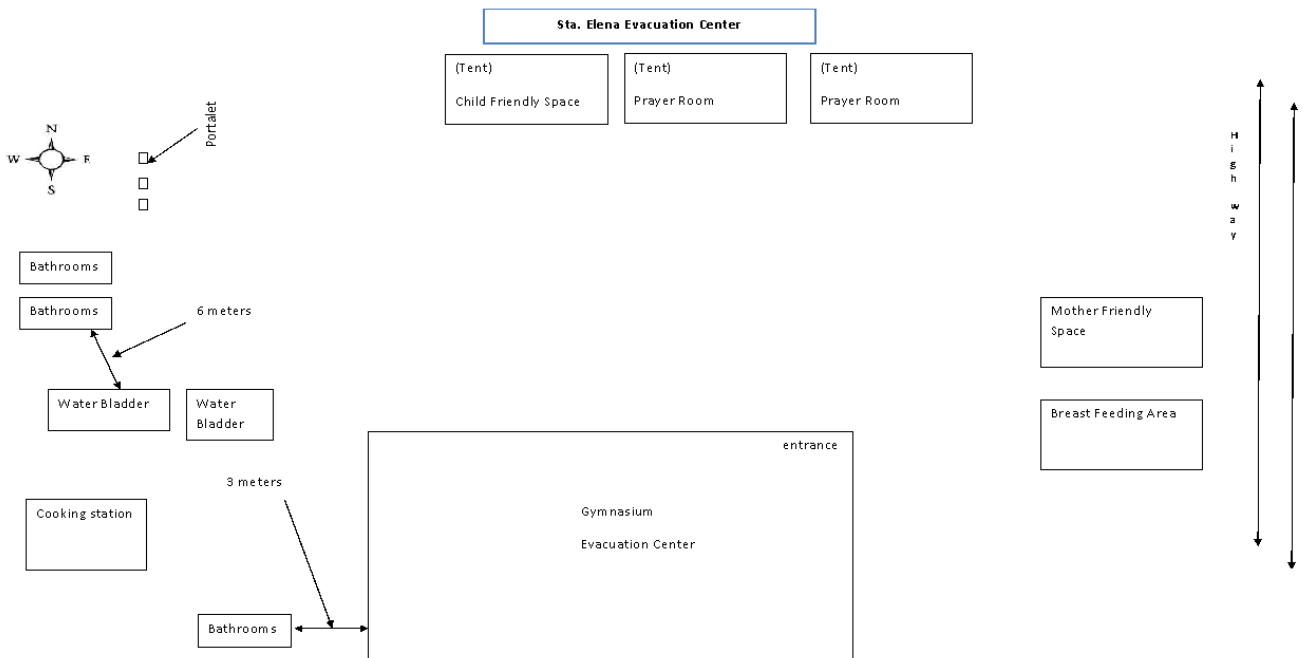 Sta. Elena Evacuation Center
(Tent)
Child Friendly Space
(Tent)
Prayer Room
(Tent)
Prayer Room
Portalet
N
W
E
S
High way
Bathrooms
Bathrooms
6 meters
Mother Friendly
Space
Water Bladder
Water
Bladder
Breast Feeding Area
entrance
3 meters
Cooking station
Gymnasium
Evacuation Center
Bathrooms